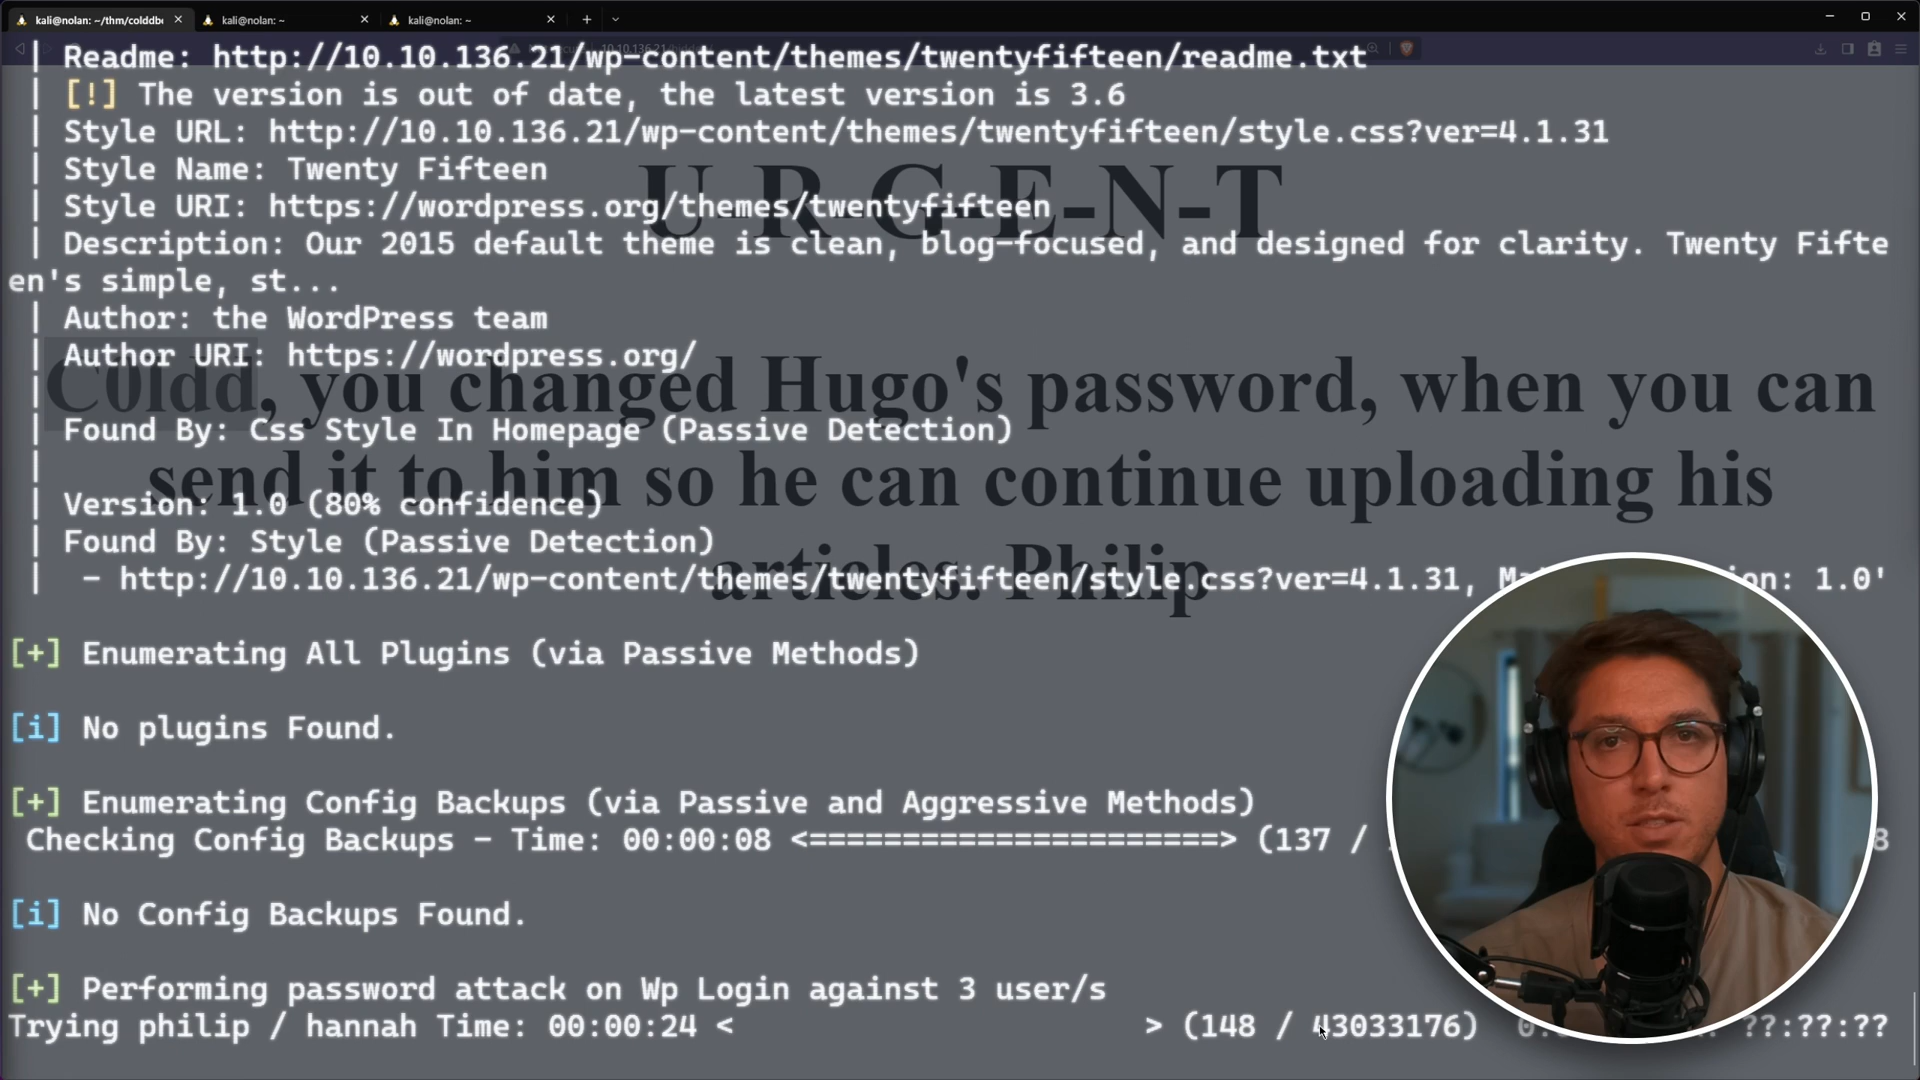 kali@nolan: ~/thm/colddb
kali@nolan: ~
kali@nolan: ~
| Readme: http://10.10.136.21/wp-content/themes/twentyfifteen/readme.txt
| [!] The version is out of date, the latest version is 3.6
| Style URL: http://10.10.136.21/wp-content/themes/twentyfifteen/style.css?ver=4.1.31
| Style Name: Twenty Fifteen
| Style URI: https://wordpress.org/themes/twentyfifteen
| Description: Our 2015 default theme is clean, blog-focused, and designed for clarity. Twenty Fifte
en's simple, st...
| Author: the WordPress team
| Author URI: https://wordpress.org/
|
| Found By: Css Style In Homepage (Passive Detection)
|
| Version: 1.0 (80% confidence)
| Found By: Style (Passive Detection)
|  - http://10.10.136.21/wp-content/themes/twentyfifteen/style.css?ver=4.1.31, 1.0'
[+] Enumerating All Plugins (via Passive Methods)
[i] No plugins Found.
[+] Enumerating Config Backups (via Passive and Aggressive Methods)
Checking Config Backups - Time: 00:00:08 <======================> (137 /
[i] No Config Backups Found.
[+] Performing password attack on Wp Login against 3 user/s
Trying philip / hannah Time: 00:00:24 < > (148 / 43033176) ??:??:??
U-R-G-E-N-T
C0ldd, you changed Hugo's password, when you can
send it to him so he can continue uploading his
articles. Philip